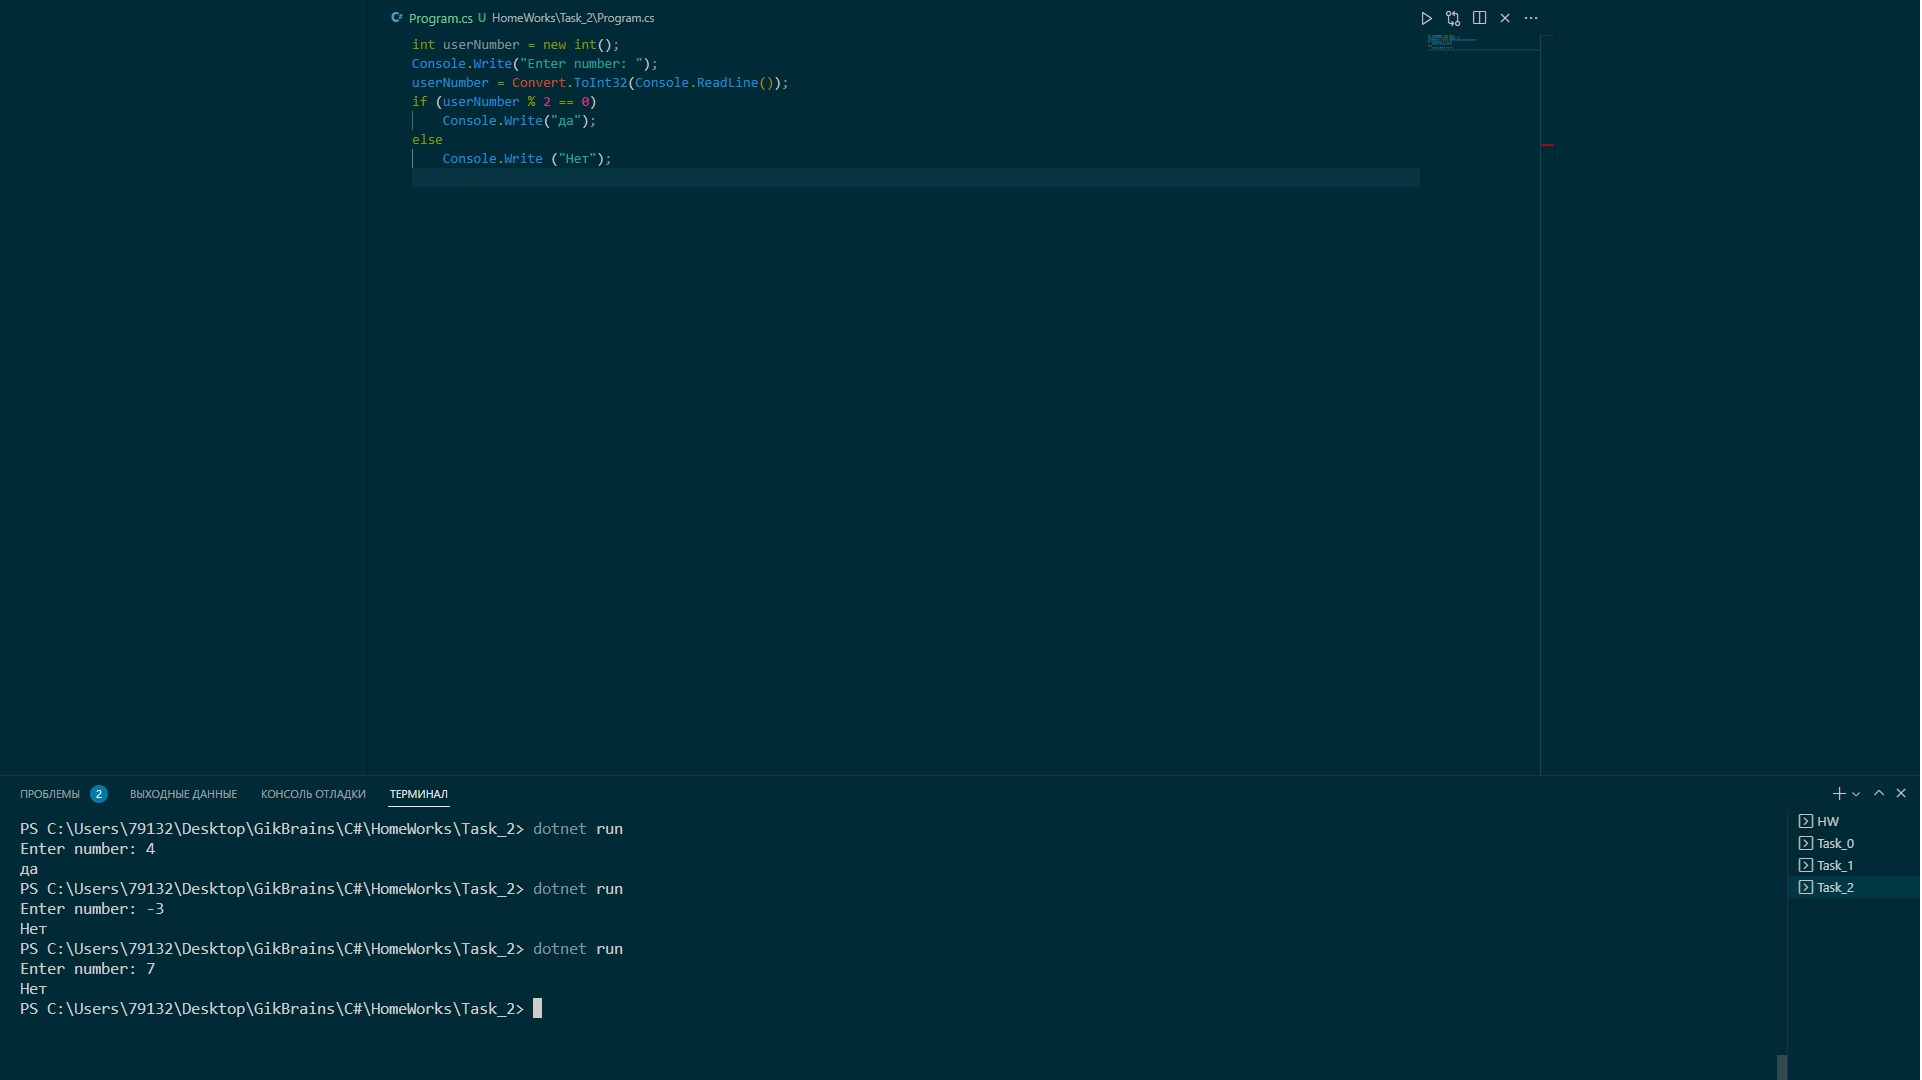 C# Program.cs U HomeWorks\Task_2\Program.cs
int userNumber = new int();
Console.Write("Enter number: ");
userNumber = Convert.ToInt32(Console.ReadLine());
if (userNumber % 2 == 0)
Console.Write("да");
else
Console.Write ("Нет");
ПРОБЛЕМЫ 2 ВЫХОДНЫЕ ДАННЫЕ КОНСОЛЬ ОТЛАДКИ ТЕРМИНАЛ
PS C:\Users\79132\Desktop\GikBrains\C#\HomeWorks\Task_2> dotnet run
Enter number: 4
да
PS C:\Users\79132\Desktop\GikBrains\C#\HomeWorks\Task_2> dotnet run
Enter number: -3
Нет
PS C:\Users\79132\Desktop\GikBrains\C#\HomeWorks\Task_2> dotnet run
Enter number: 7
Нет
PS C:\Users\79132\Desktop\GikBrains\C#\HomeWorks\Task_2>
HW
Task_0
Task_1
Task_2